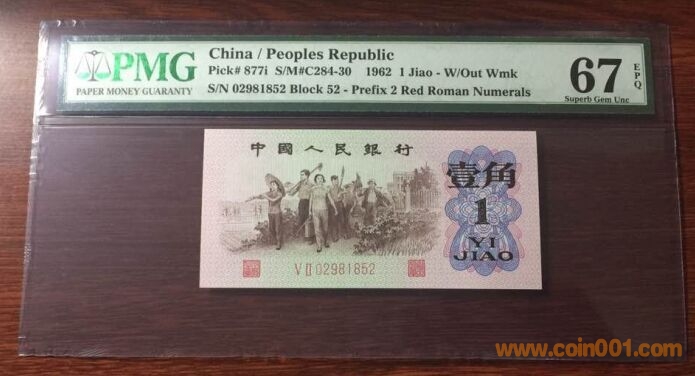 PMG
PAPER MONEY GUARANTY
China / Peoples Republic
Pick# 877i S/M#C284-30 1962 1 Jiao - W/Out Wmk
S/N 02981852 Block 52 - Prefix 2 Red Roman Numerals
67
EPQ
Superb Gem Unc
中國人民銀行
壹角
1
YI
JIAO
V II 02981852
www.coin001.com